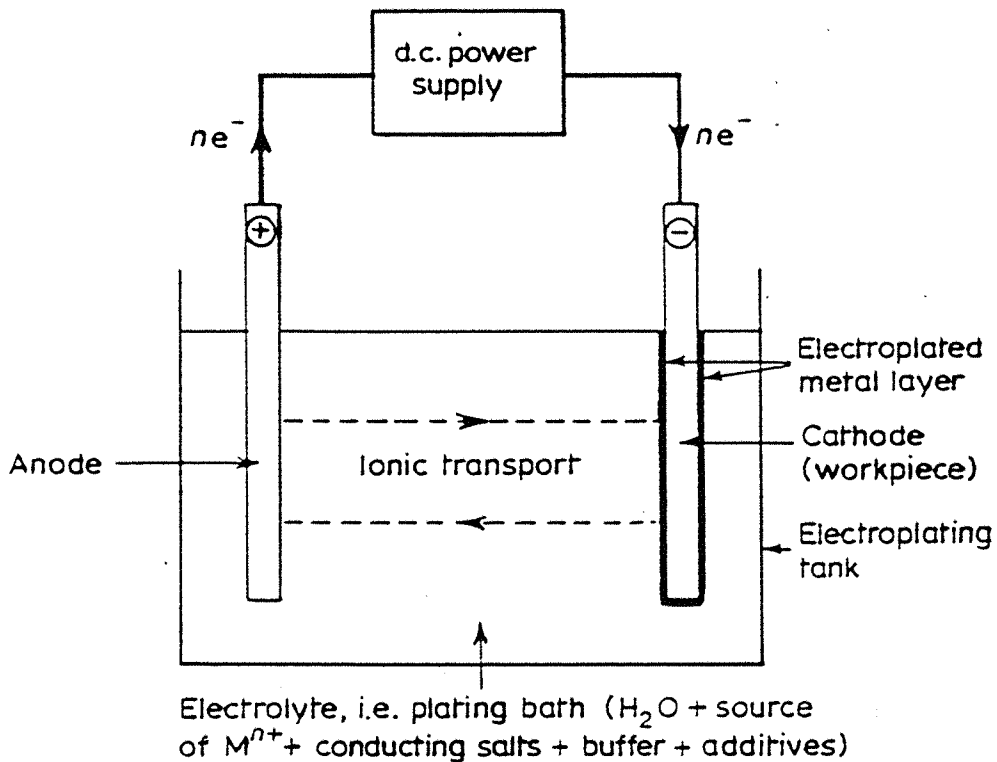 d.c. power
supply
ne⁻
ne⁻
+
−
Electroplated
metal layer
Anode
Ionic transport
Cathode
(workpiece)
Electroplating
tank
Electrolyte, i.e. plating bath (H₂O + source
of Mⁿ⁺ + conducting salts + buffer + additives)